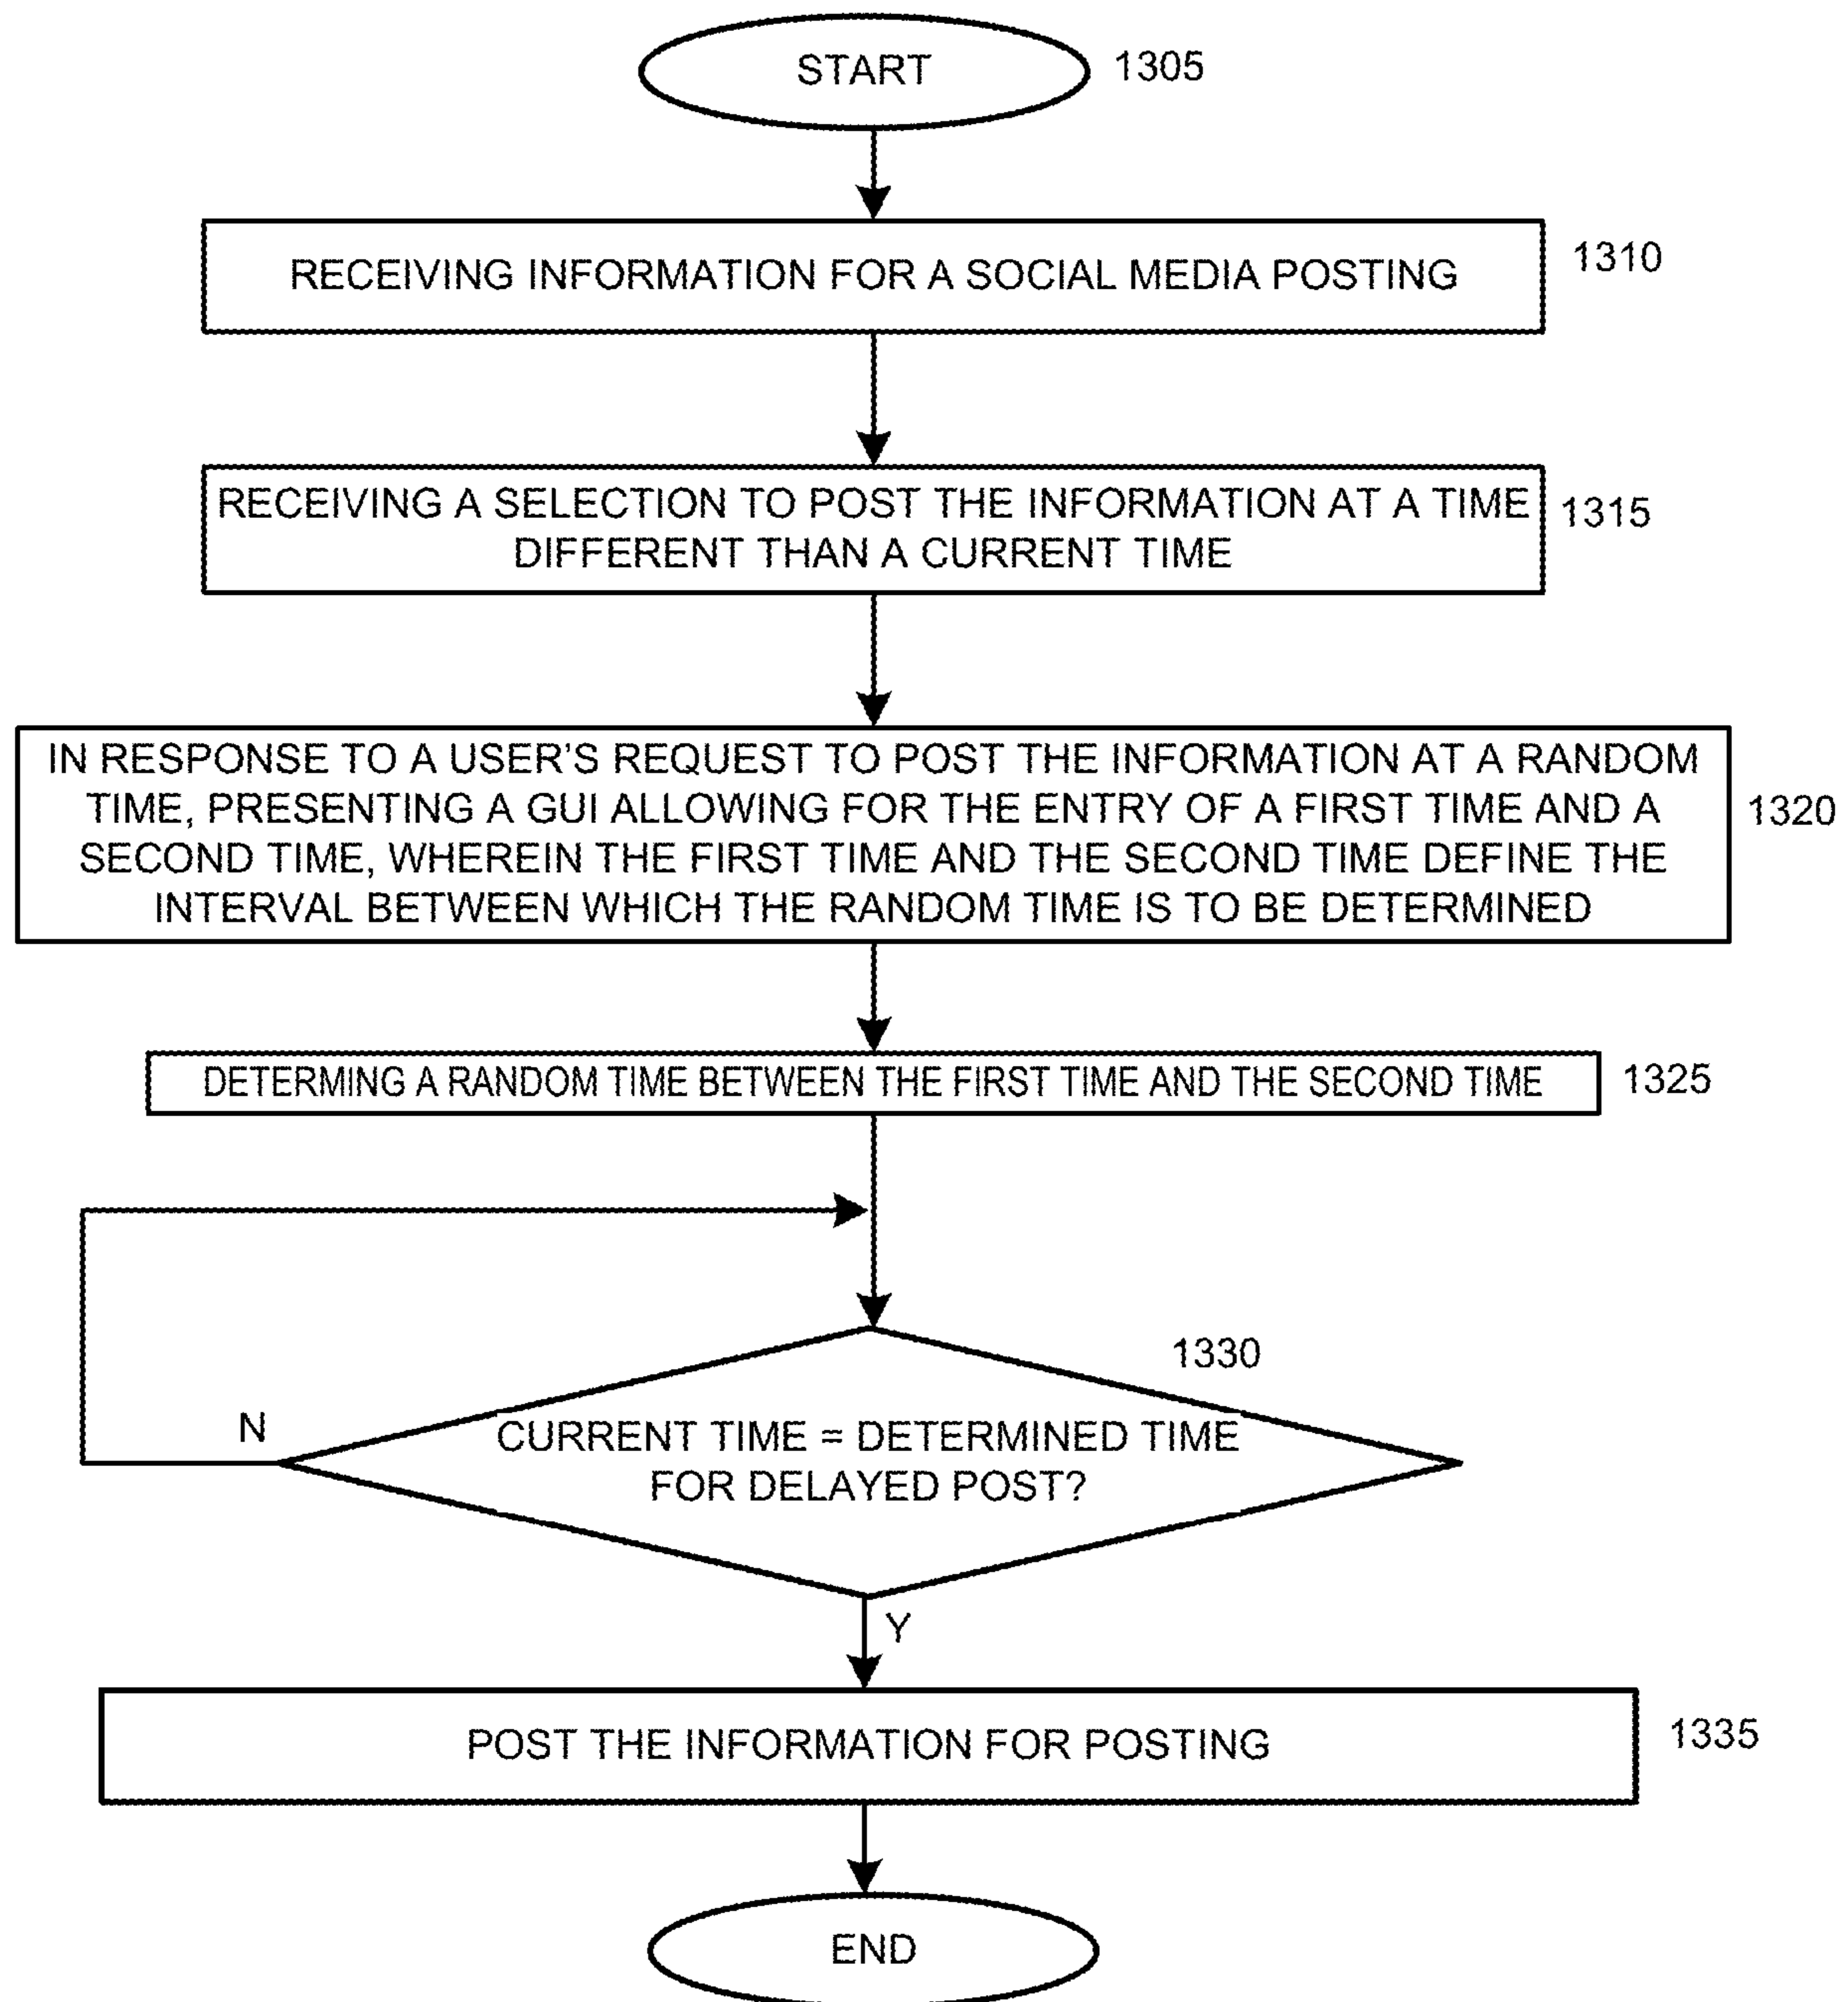 START
1305
RECEIVING INFORMATION FOR A SOCIAL MEDIA POSTING
1310
RECEIVING A SELECTION TO POST THE INFORMATION AT A TIME
DIFFERENT THAN A CURRENT TIME
1315
IN RESPONSE TO A USER'S REQUEST TO POST THE INFORMATION AT A RANDOM
TIME, PRESENTING A GUI ALLOWING FOR THE ENTRY OF A FIRST TIME AND A
SECOND TIME, WHEREIN THE FIRST TIME AND THE SECOND TIME DEFINE THE
INTERVAL BETWEEN WHICH THE RANDOM TIME IS TO BE DETERMINED
1320
DETERMING A RANDOM TIME BETWEEN THE FIRST TIME AND THE SECOND TIME
1325
1330
N
CURRENT TIME = DETERMINED TIME
FOR DELAYED POST?
Y
POST THE INFORMATION FOR POSTING
1335
END